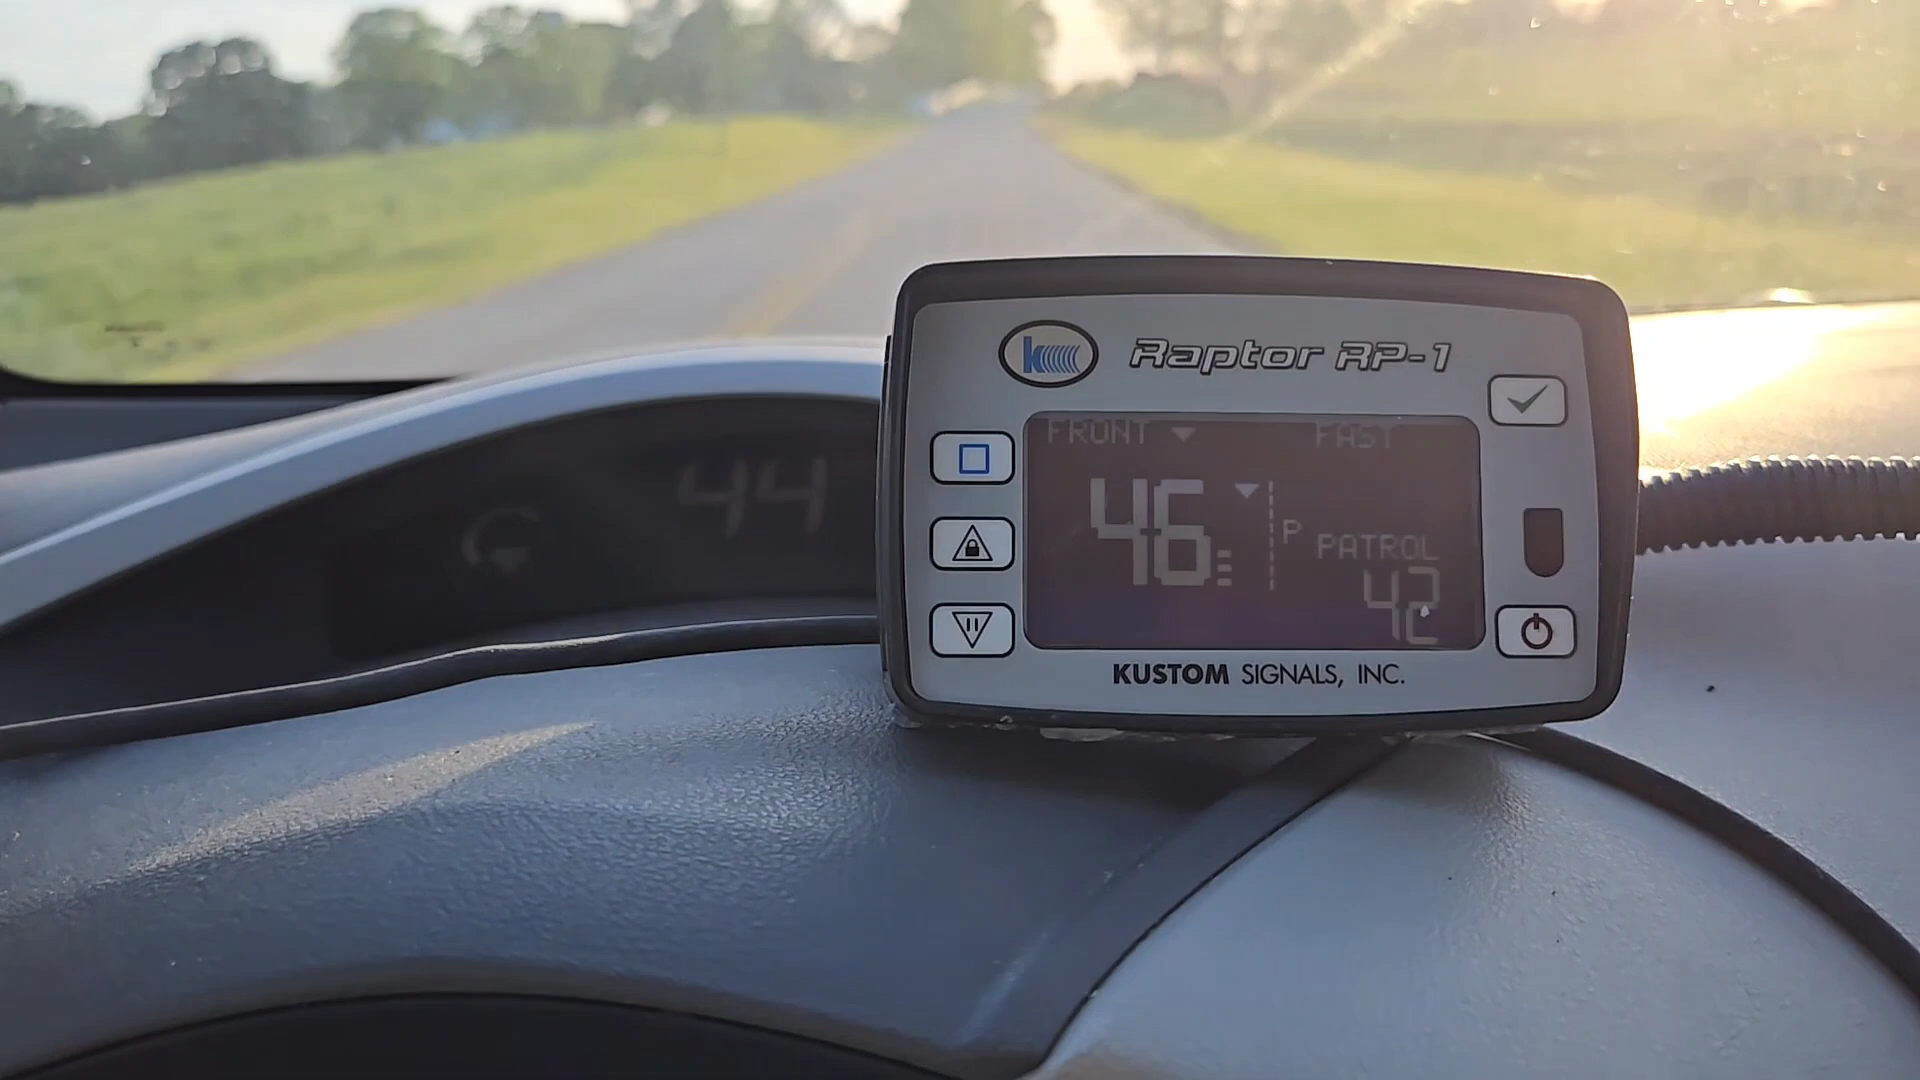 Raptor RP-1
FRONT FAST
44
46
P PATROL
42
KUSTOM SIGNALS, INC.